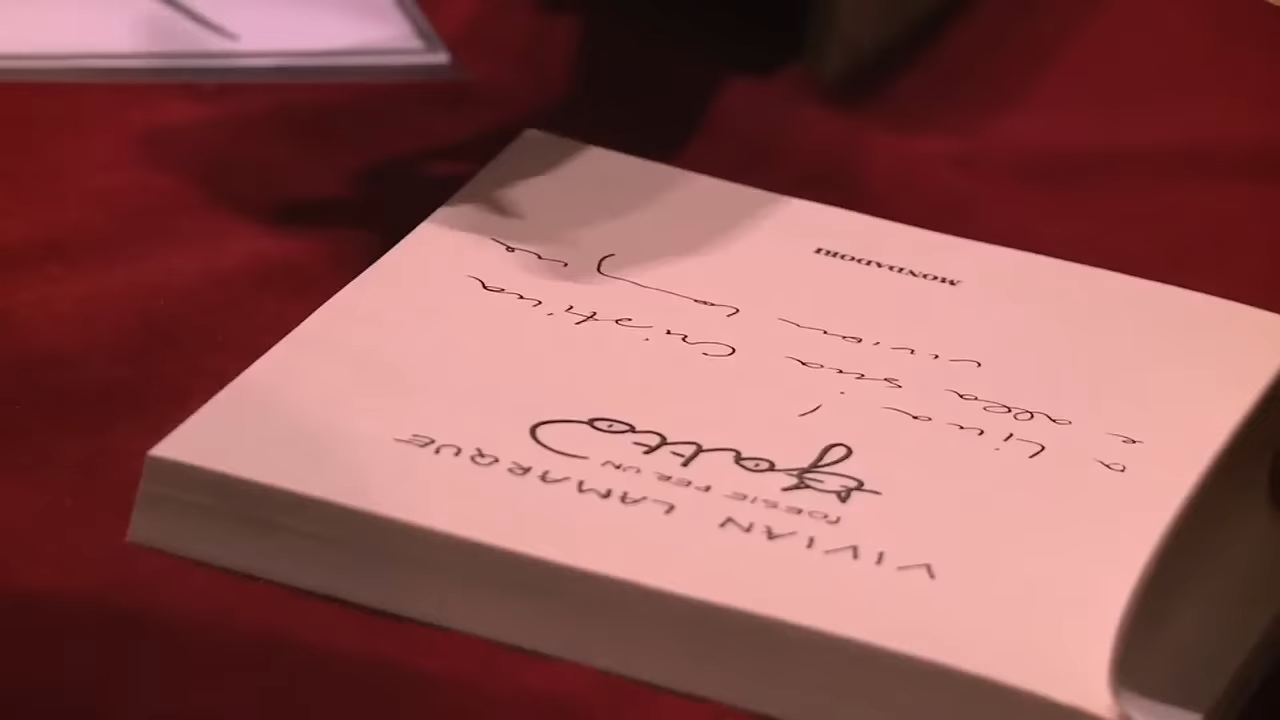 VIVIAN LAMARQUE
POESIE PER UN
gatto
a Livia
e alla sua Cristina
vivian
MONDADORI